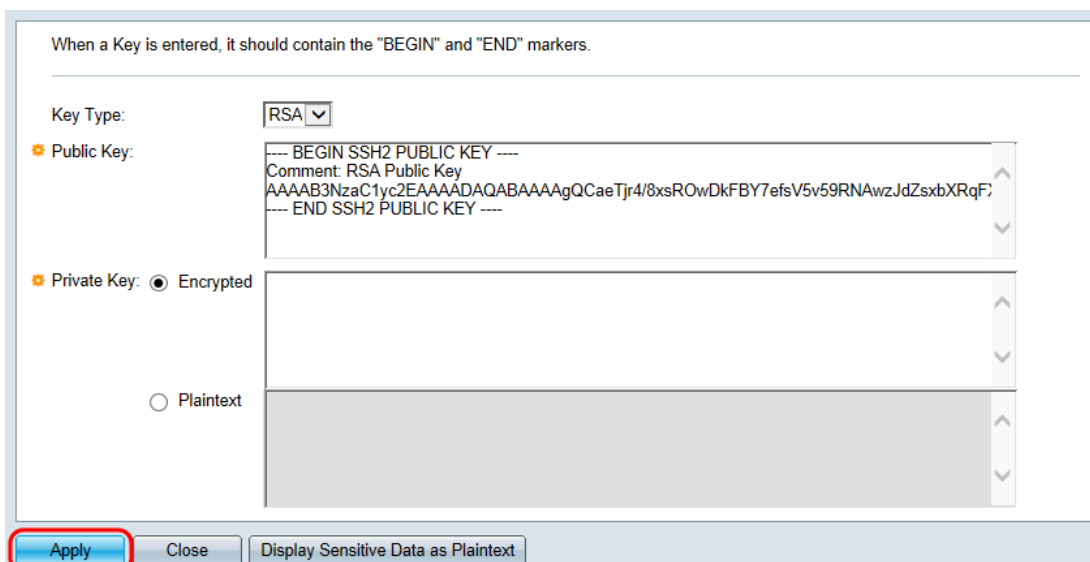 When a Key is entered, it should contain the "BEGIN" and "END" markers.
Key Type: RSA
Public Key:
---- BEGIN SSH2 PUBLIC KEY ----
Comment: RSA Public Key
AAAAB3NzaC1yc2EAAAADAQABAAAAgQCaeTjr4/8xsROwDkFBY7efsV5v59RNAwzJdZsxbXRqFX
---- END SSH2 PUBLIC KEY ----
Private Key: Encrypted
Plaintext
Apply Close Display Sensitive Data as Plaintext